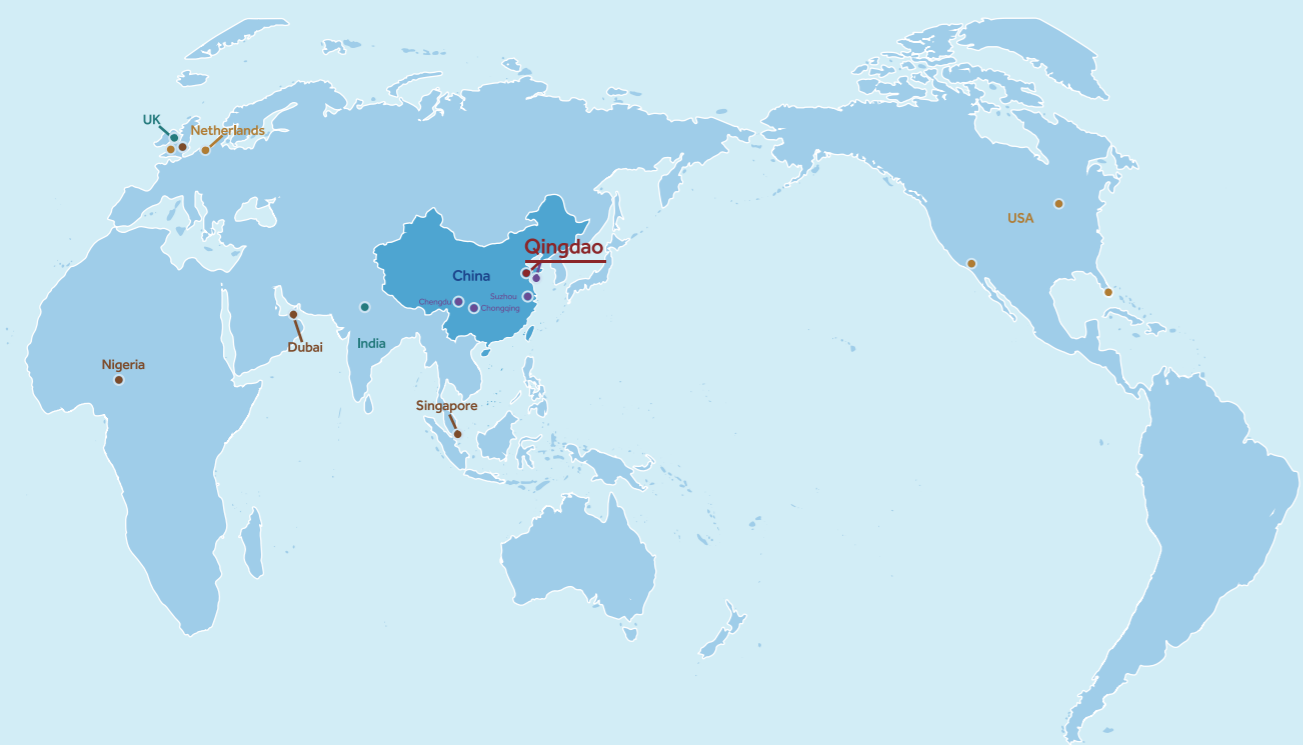 UK
Netherlands
USA
Qingdao
China
Suzhou
Chengdu
Chongqing
India
Dubai
Nigeria
Singapore